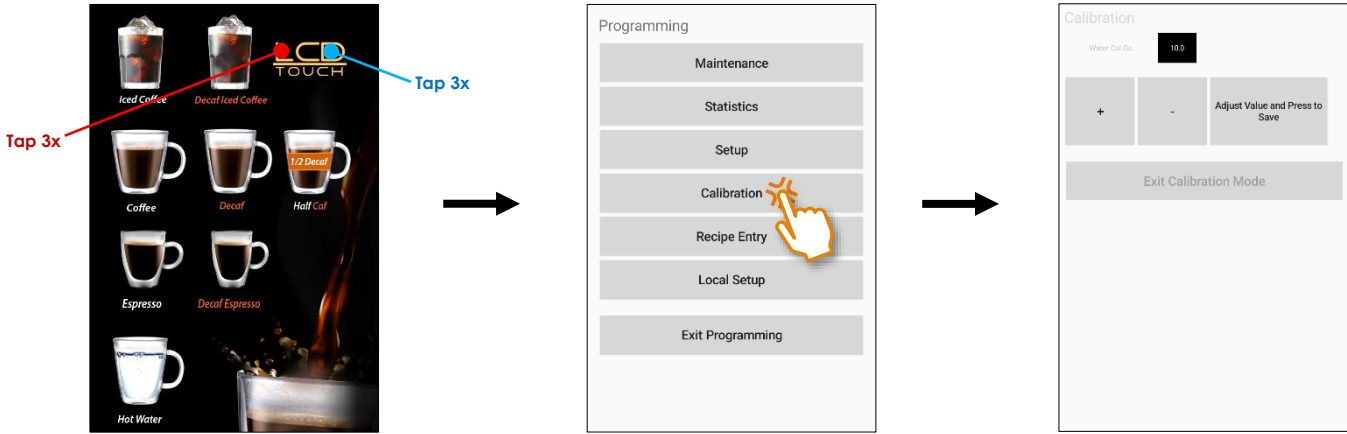 Tap 3x
LCD
TOUCH
Tap 3x
Iced Coffee
Decaf Iced Coffee
1/2 Decaf
Coffee
Decaf
Half Caf
Espresso
Decaf Espresso
Hot Water
Programming
Maintenance
Statistics
Setup
Calibration
Recipe Entry
Local Setup
Exit Programming
Calibration
Water Cal Oz
10.0
+
-
Adjust Value and Press to
Save
Exit Calibration Mode